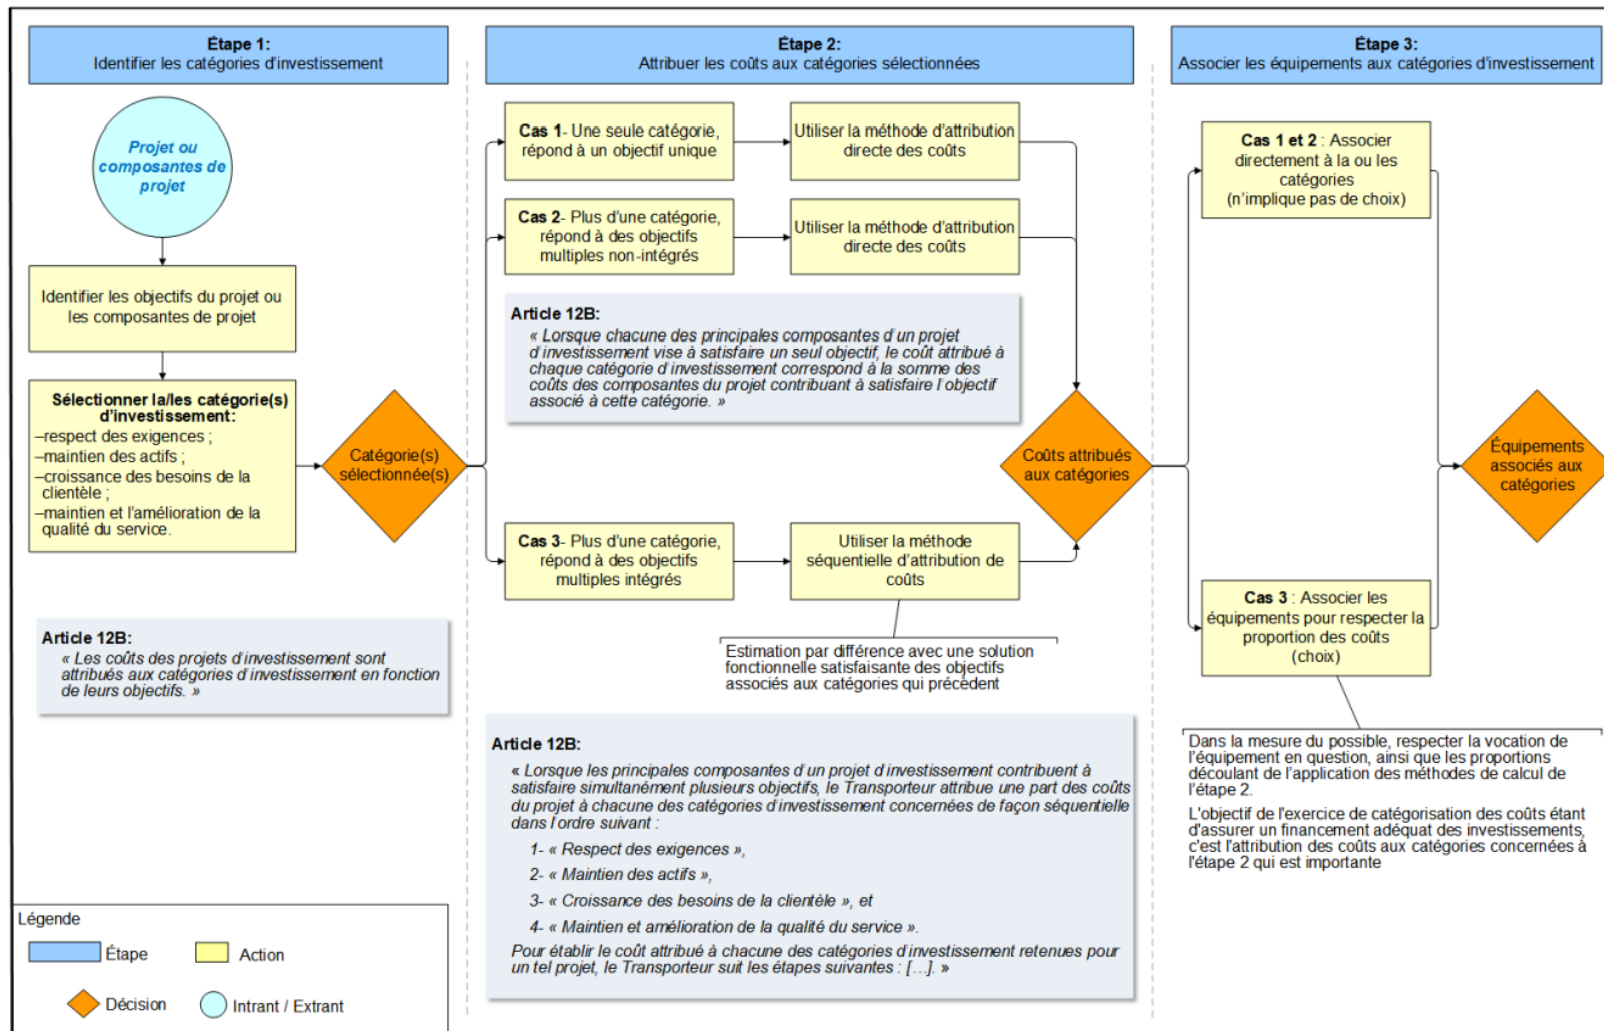 Étape 1:
Identifier les catégories d'investissement
Projet ou
composantes de
projet
Identifier les objectifs du projet ou
les composantes de projet
Sélectionner la/les catégorie(s)
d'investissement:
–respect des exigences ;
–maintien des actifs ;
–croissance des besoins de la
clientèle ;
–maintien et l'amélioration de la
qualité du service.
Catégorie(s)
sélectionnée(s)
Article 12B:
« Les coûts des projets d'investissement sont
attribués aux catégories d'investissement en fonction
de leurs objectifs. »
Étape 2:
Attribuer les coûts aux catégories sélectionnées
Cas 1- Une seule catégorie,
répond à un objectif unique
Utiliser la méthode d'attribution
directe des coûts
Cas 2- Plus d'une catégorie,
répond à des objectifs
multiples non-intégrés
Utiliser la méthode d'attribution
directe des coûts
Article 12B:
« Lorsque chacune des principales composantes d'un projet
d'investissement vise à satisfaire un seul objectif, le coût attribué à
chaque catégorie d'investissement correspond à la somme des
coûts des composantes du projet contribuant à satisfaire l'objectif
associé à cette catégorie. »
Coûts attribués
aux catégories
Cas 3- Plus d'une catégorie,
répond à des objectifs
multiples intégrés
Utiliser la méthode
séquentielle d'attribution de
coûts
Estimation par différence avec une solution
fonctionnelle satisfaisante des objectifs
associés aux catégories qui précèdent
Article 12B:
« Lorsque les principales composantes d'un projet d'investissement contribuent à
satisfaire simultanément plusieurs objectifs, le Transporteur attribue une part des coûts
du projet à chacune des catégories d'investissement concernées de façon séquentielle
dans l'ordre suivant :
1- « Respect des exigences »,
2- « Maintien des actifs »,
3- « Croissance des besoins de la clientèle », et
4- « Maintien et amélioration de la qualité du service ».
Pour établir le coût attribué à chacune des catégories d'investissement retenues pour
un tel projet, le Transporteur suit les étapes suivantes : […]. »
Étape 3:
Associer les équipements aux catégories d'investissement
Cas 1 et 2 : Associer
directement à la ou les
catégories
(n'implique pas de choix)
Équipements
associés aux
catégories
Cas 3 : Associer les
équipements pour respecter la
proportion des coûts
(choix)
Dans la mesure du possible, respecter la vocation de
l'équipement en question, ainsi que les proportions
découlant de l'application des méthodes de calcul de
l'étape 2.
L'objectif de l'exercice de catégorisation des coûts étant
d'assurer un financement adéquat des investissements,
c'est l'attribution des coûts aux catégories concernées à
l'étape 2 qui est importante
Légende
Étape
Action
Décision
Intrant / Extrant